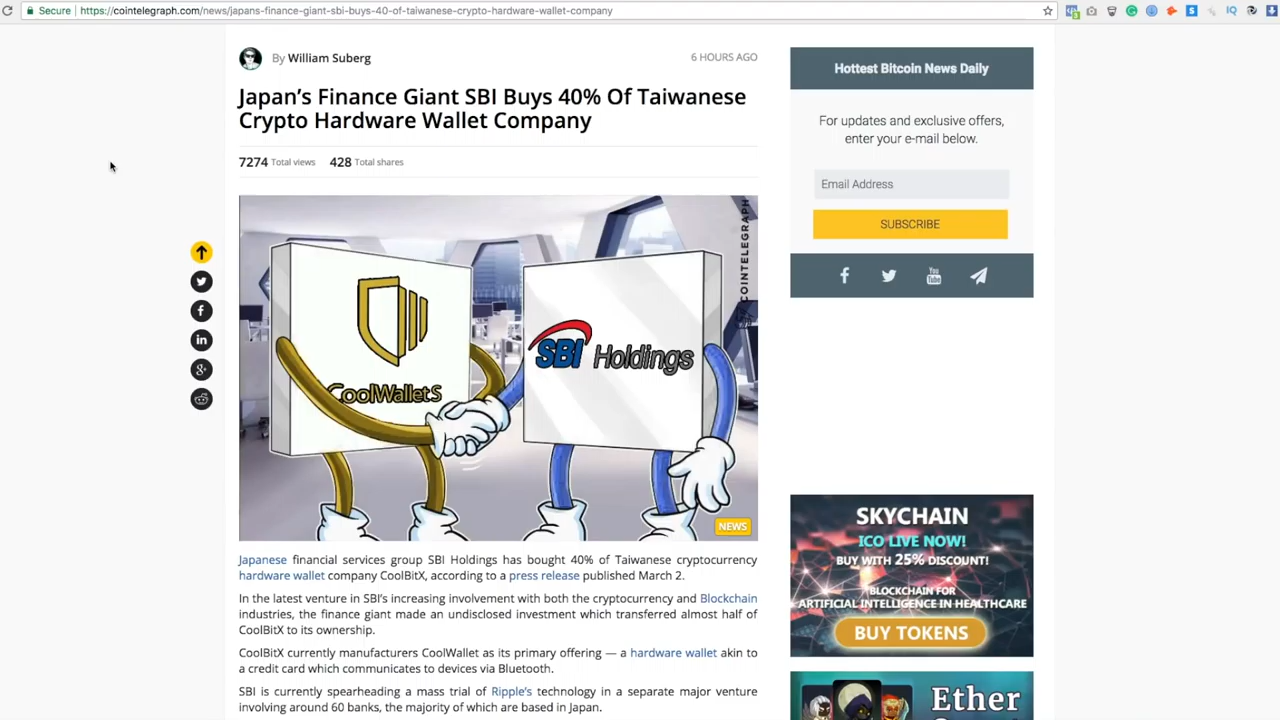 Secure
https://cointelegraph.com/news/japans-finance-giant-sbi-buys-40-of-taiwanese-crypto-hardware-wallet-company
By William Suberg
6 HOURS AGO
Japan’s Finance Giant SBI Buys 40% Of Taiwanese
Crypto Hardware Wallet Company
7274 Total views 428 Total shares
COINTELEGRAPH
CoolWalletS
SBI Holdings
NEWS
Japanese financial services group SBI Holdings has bought 40% of Taiwanese cryptocurrency
hardware wallet company CoolBitX, according to a press release published March 2.
In the latest venture in SBI’s increasing involvement with both the cryptocurrency and Blockchain
industries, the finance giant made an undisclosed investment which transferred almost half of
CoolBitX to its ownership.
CoolBitX currently manufacturers CoolWallet as its primary offering — a hardware wallet akin to
a credit card which communicates to devices via Bluetooth.
SBI is currently spearheading a mass trial of Ripple’s technology in a separate major venture
involving around 60 banks, the majority of which are based in Japan.
Hottest Bitcoin News Daily
For updates and exclusive offers,
enter your e-mail below.
Email Address
SUBSCRIBE
You
Tube
SKYCHAIN
ICO LIVE NOW!
BUY WITH 25% DISCOUNT!
BLOCKCHAIN FOR
ARTIFICIAL INTELLIGENCE IN HEALTHCARE
BUY TOKENS
Ether